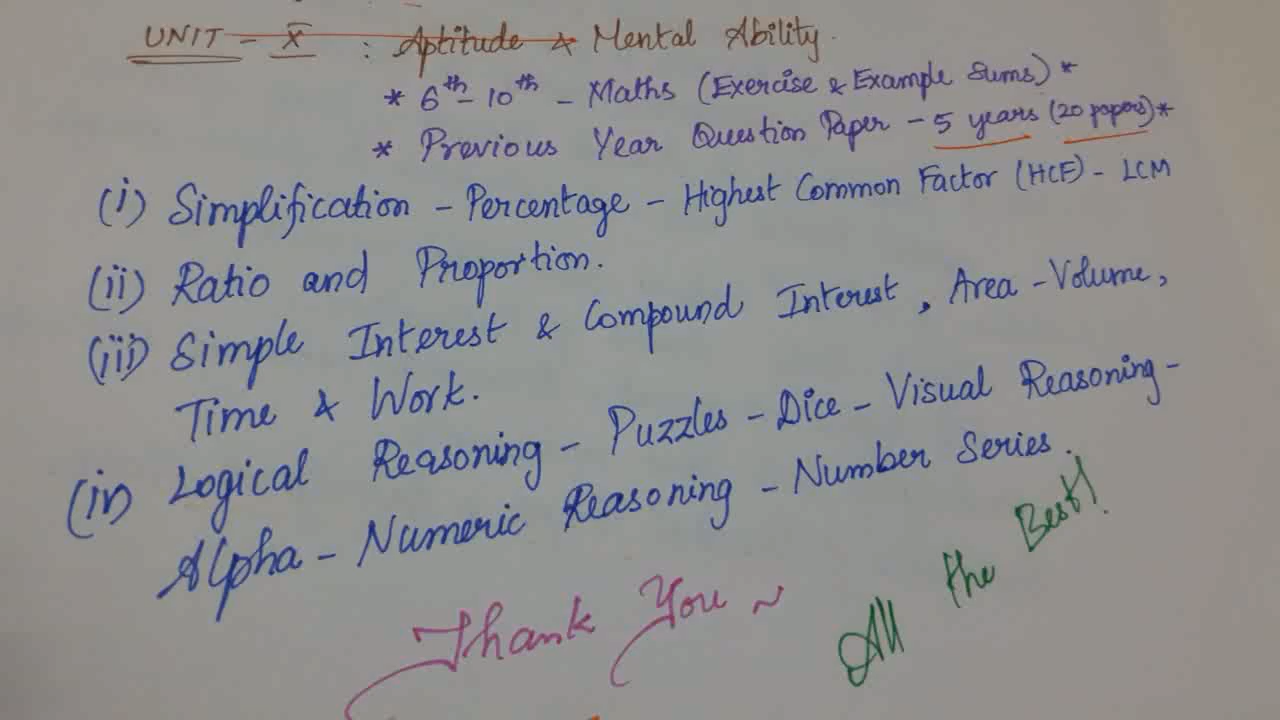 UNIT - X : Aptitude & Mental Ability.
* 6th - 10th - Maths (Exercise & Example Sums) *
* Previous Year Question Paper - 5 years (20 papers) *
(i) Simplification - Percentage - Highest Common Factor (HCF) - LCM
(ii) Ratio and Proportion.
(iii) Simple Interest & Compound Interest, Area - Volume,
Time & Work.
(iv) Logical Reasoning - Puzzles - Dice - Visual Reasoning -
Alpha - Numeric Reasoning - Number Series.
Thank You ~
All the Best!